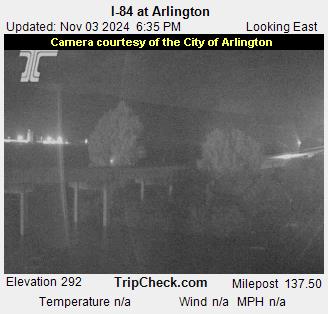 I-84 at Arlington
Updated: Nov 03 2024 6:35 PM Looking East
Camera courtesy of the City of Arlington
Elevation 292 TripCheck.com Milepost 137.50
Temperature n/a Wind n/a MPH n/a